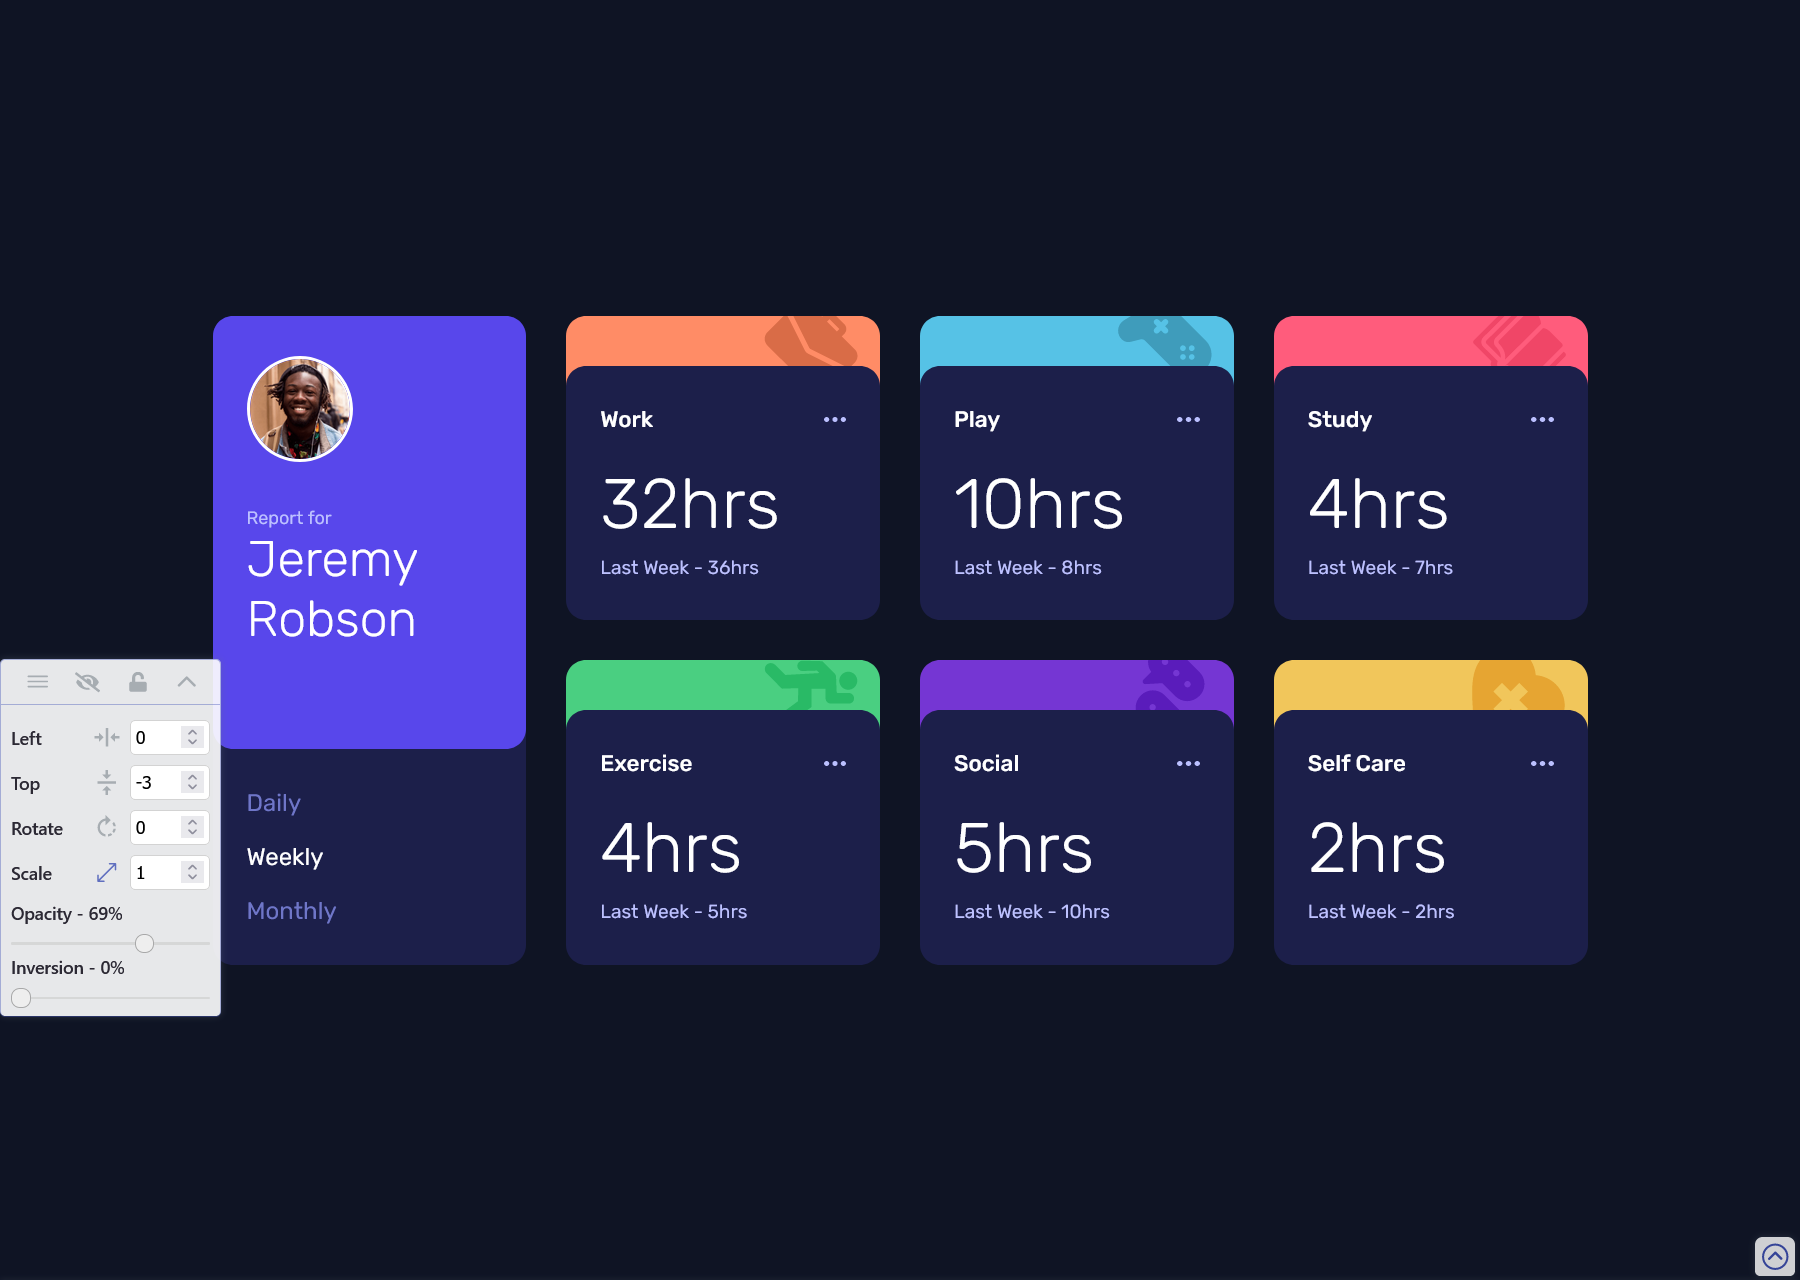 Report for
Jeremy
Robson
Daily
Weekly
Monthly
Work
32hrs
Last Week - 36hrs
Play
10hrs
Last Week - 8hrs
Study
4hrs
Last Week - 7hrs
Exercise
4hrs
Last Week - 5hrs
Social
5hrs
Last Week - 10hrs
Self Care
2hrs
Last Week - 2hrs
Left 0
Top -3
Rotate 0
Scale 1
Opacity - 69%
Inversion - 0%